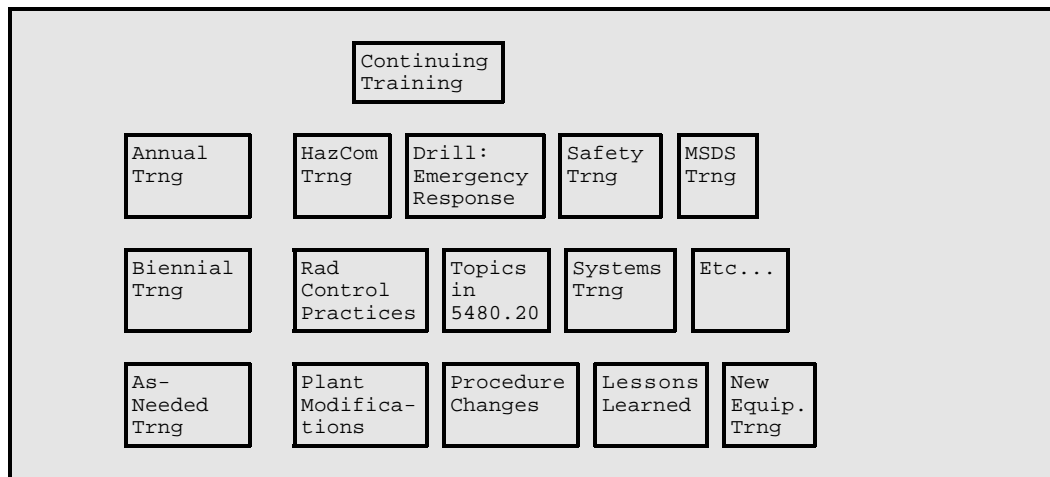 Continuing
Training
Annual
Trng
HazCom
Trng
Drill:
Emergency
Response
Safety
Trng
MSDS
Trng
Biennial
Trng
Rad
Control
Practices
Topics
in
5480.20
Systems
Trng
Etc...
As-
Needed
Trng
Plant
Modifica-
tions
Procedure
Changes
Lessons
Learned
New
Equip.
Trng